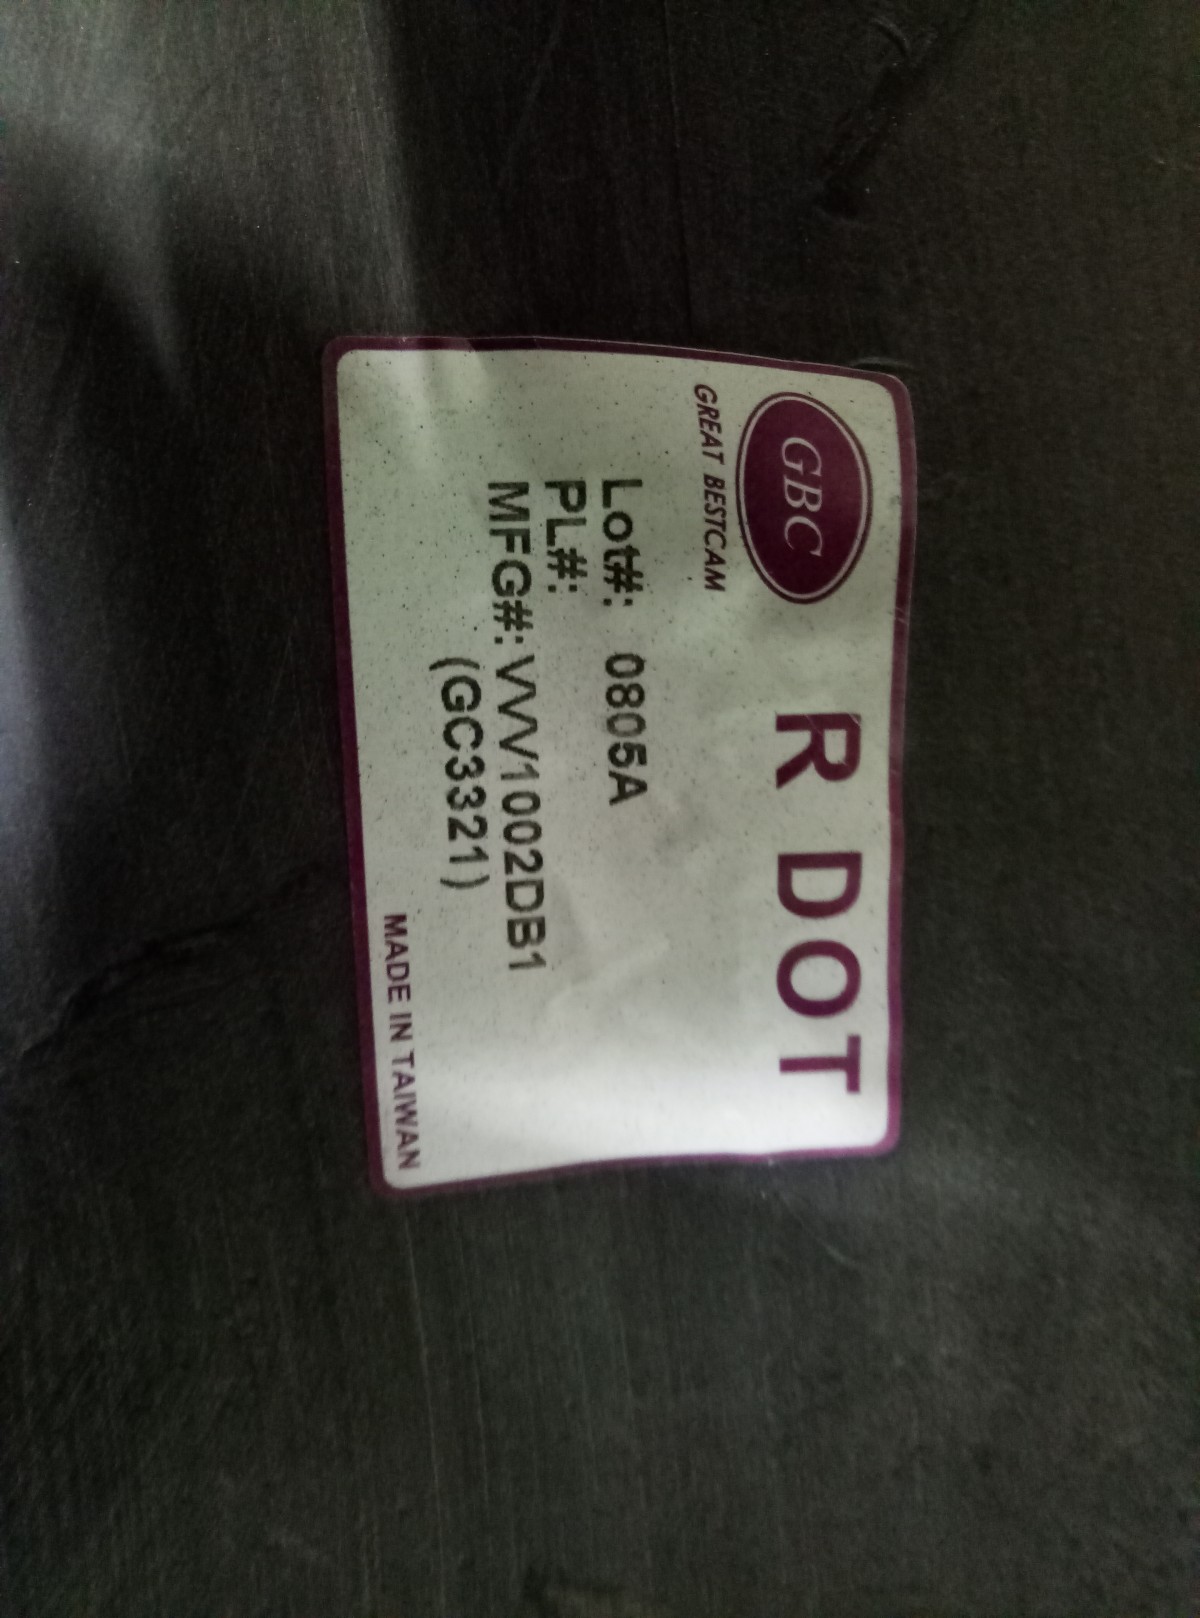 GBC
R DOT
GREAT BESTCAM
Lot#: 0805A
PL#:
MFG#: VW1002DB1
(GC3321)
MADE IN TAIWAN